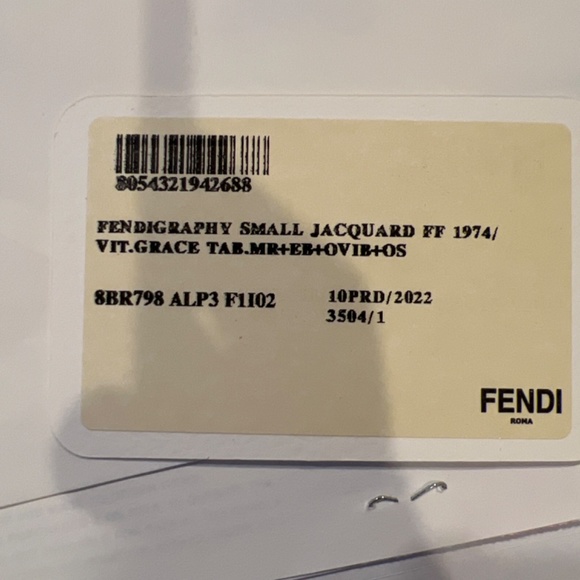 8054321942688
FENDIGRAPHY SMALL JACQUARD FF 1974/
VIT.GRACE TAB.MR+EB+OVIB+OS
8BR798 ALP3 F1I02
10PRD/2022
3504/1
FENDI
ROMA